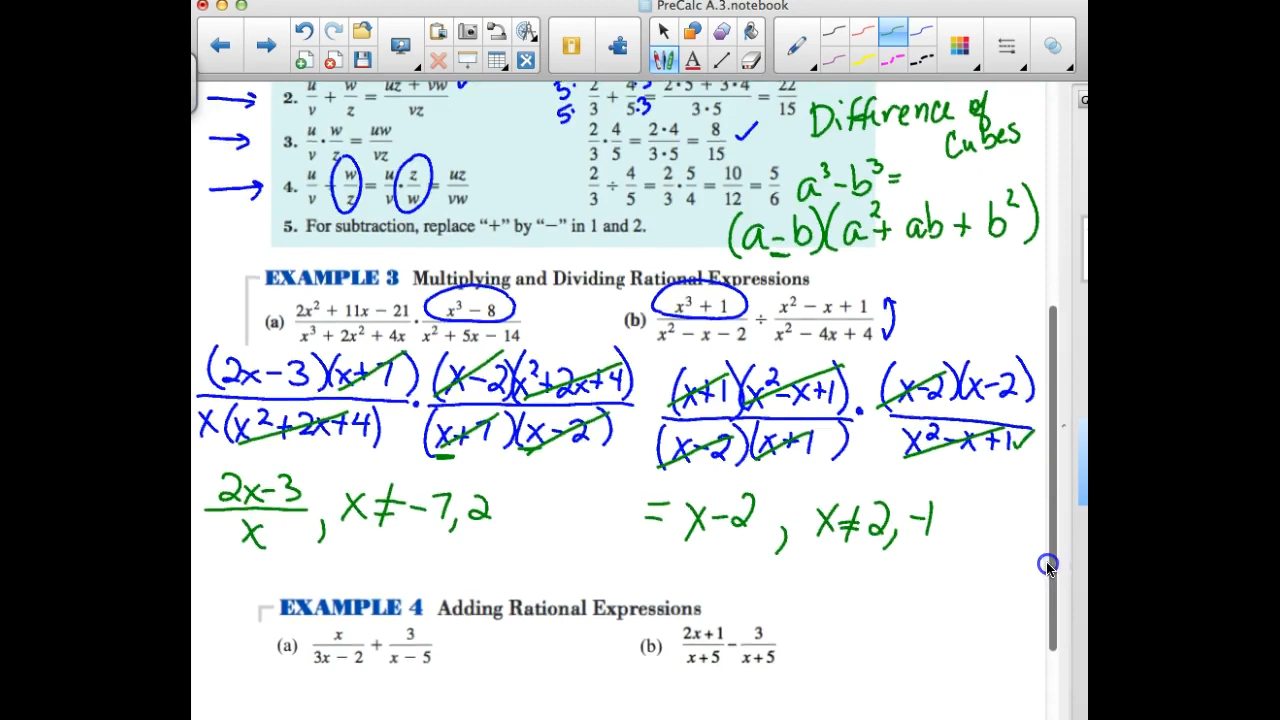 PreCalc A.3.notebook
2. u/v + w/z = (uz + vw)/vz ✓ 2/3 + 4/5 = (2·5 + 3·4)/(3·5) = 22/15
5· 5· ·3 ·3
3. u/v · w/z = uw/vz 2/3 · 4/5 = (2·4)/(3·5) = 8/15 ✓
4. u/v ÷ w/z = u/v · z/w = uz/vw 2/3 ÷ 4/5 = 2/3 · 5/4 = 10/12 = 5/6
5. For subtraction, replace “+” by “−” in 1 and 2.
Difference of
Cubes
a³ - b³ =
(a - b)(a² + ab + b²)
EXAMPLE 3 Multiplying and Dividing Rational Expressions
(a) (2x² + 11x − 21)/(x³ + 2x² + 4x) · (x³ − 8)/(x² + 5x − 14) (b) (x³ + 1)/(x² − x − 2) ÷ (x² − x + 1)/(x² − 4x + 4)
(2x-3)(x+7)/x(x²+2x+4) · (x-2)(x²+2x+4)/(x+7)(x-2) (x+1)(x²-x+1)/(x-2)(x+1) · (x-2)(x-2)/x²-x+1
2x-3/x , x≠-7,2 = x-2 , x≠2,-1
EXAMPLE 4 Adding Rational Expressions
(a) x/(3x − 2) + 3/(x − 5) (b) (2x+1)/(x+5) − 3/(x+5)